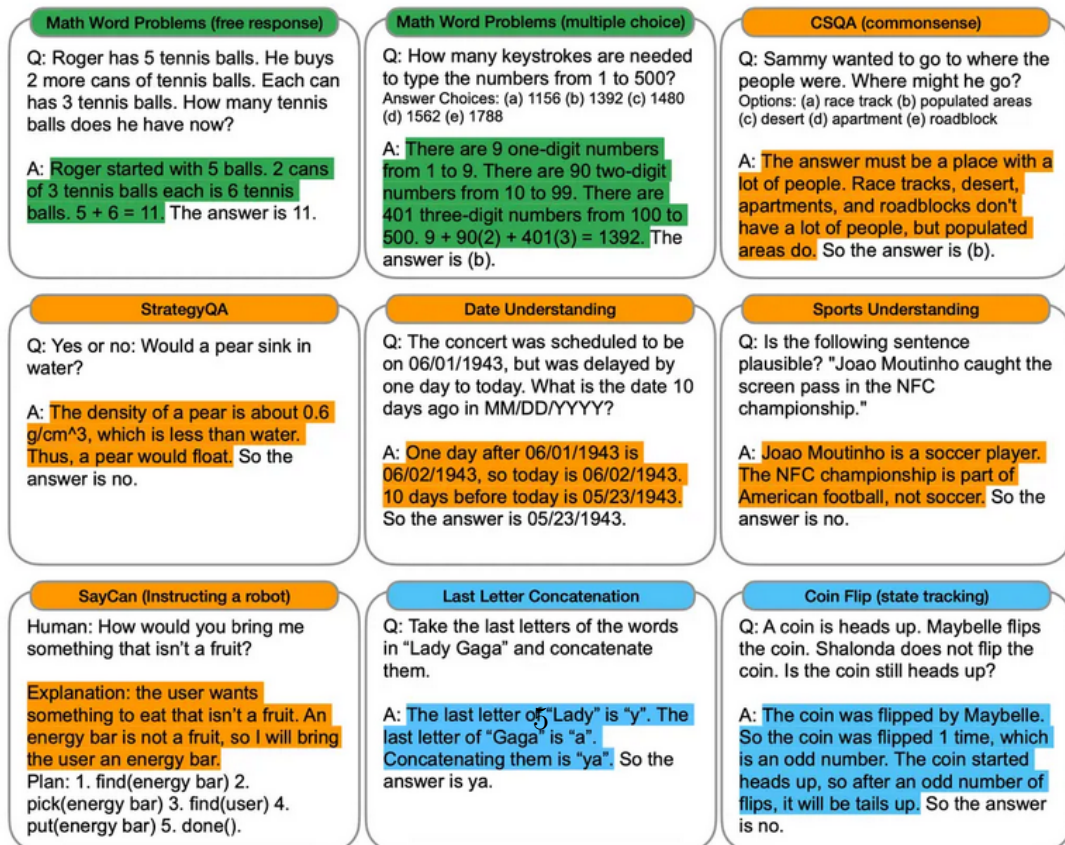 Math Word Problems (free response)
Q: Roger has 5 tennis balls. He buys
2 more cans of tennis balls. Each can
has 3 tennis balls. How many tennis
balls does he have now?
A: Roger started with 5 balls. 2 cans
of 3 tennis balls each is 6 tennis
balls. 5 + 6 = 11. The answer is 11.
Math Word Problems (multiple choice)
Q: How many keystrokes are needed
to type the numbers from 1 to 500?
Answer Choices: (a) 1156 (b) 1392 (c) 1480
(d) 1562 (e) 1788
A: There are 9 one-digit numbers
from 1 to 9. There are 90 two-digit
numbers from 10 to 99. There are
401 three-digit numbers from 100 to
500. 9 + 90(2) + 401(3) = 1392. The
answer is (b).
CSQA (commonsense)
Q: Sammy wanted to go to where the
people were. Where might he go?
Options: (a) race track (b) populated areas
(c) desert (d) apartment (e) roadblock
A: The answer must be a place with a
lot of people. Race tracks, desert,
apartments, and roadblocks don't
have a lot of people, but populated
areas do. So the answer is (b).
StrategyQA
Q: Yes or no: Would a pear sink in
water?
A: The density of a pear is about 0.6
g/cm^3, which is less than water.
Thus, a pear would float. So the
answer is no.
Date Understanding
Q: The concert was scheduled to be
on 06/01/1943, but was delayed by
one day to today. What is the date 10
days ago in MM/DD/YYYY?
A: One day after 06/01/1943 is
06/02/1943, so today is 06/02/1943.
10 days before today is 05/23/1943.
So the answer is 05/23/1943.
Sports Understanding
Q: Is the following sentence
plausible? "Joao Moutinho caught the
screen pass in the NFC
championship."
A: Joao Moutinho is a soccer player.
The NFC championship is part of
American football, not soccer. So the
answer is no.
SayCan (Instructing a robot)
Human: How would you bring me
something that isn't a fruit?
Explanation: the user wants
something to eat that isn't a fruit. An
energy bar is not a fruit, so I will bring
the user an energy bar.
Plan: 1. find(energy bar) 2.
pick(energy bar) 3. find(user) 4.
put(energy bar) 5. done().
Last Letter Concatenation
Q: Take the last letters of the words
in “Lady Gaga” and concatenate
them.
A: The last letter of “Lady” is “y”. The
last letter of “Gaga” is “a”.
Concatenating them is “ya”. So the
answer is ya.
5
Coin Flip (state tracking)
Q: A coin is heads up. Maybelle flips
the coin. Shalonda does not flip the
coin. Is the coin still heads up?
A: The coin was flipped by Maybelle.
So the coin was flipped 1 time, which
is an odd number. The coin started
heads up, so after an odd number of
flips, it will be tails up. So the answer
is no.